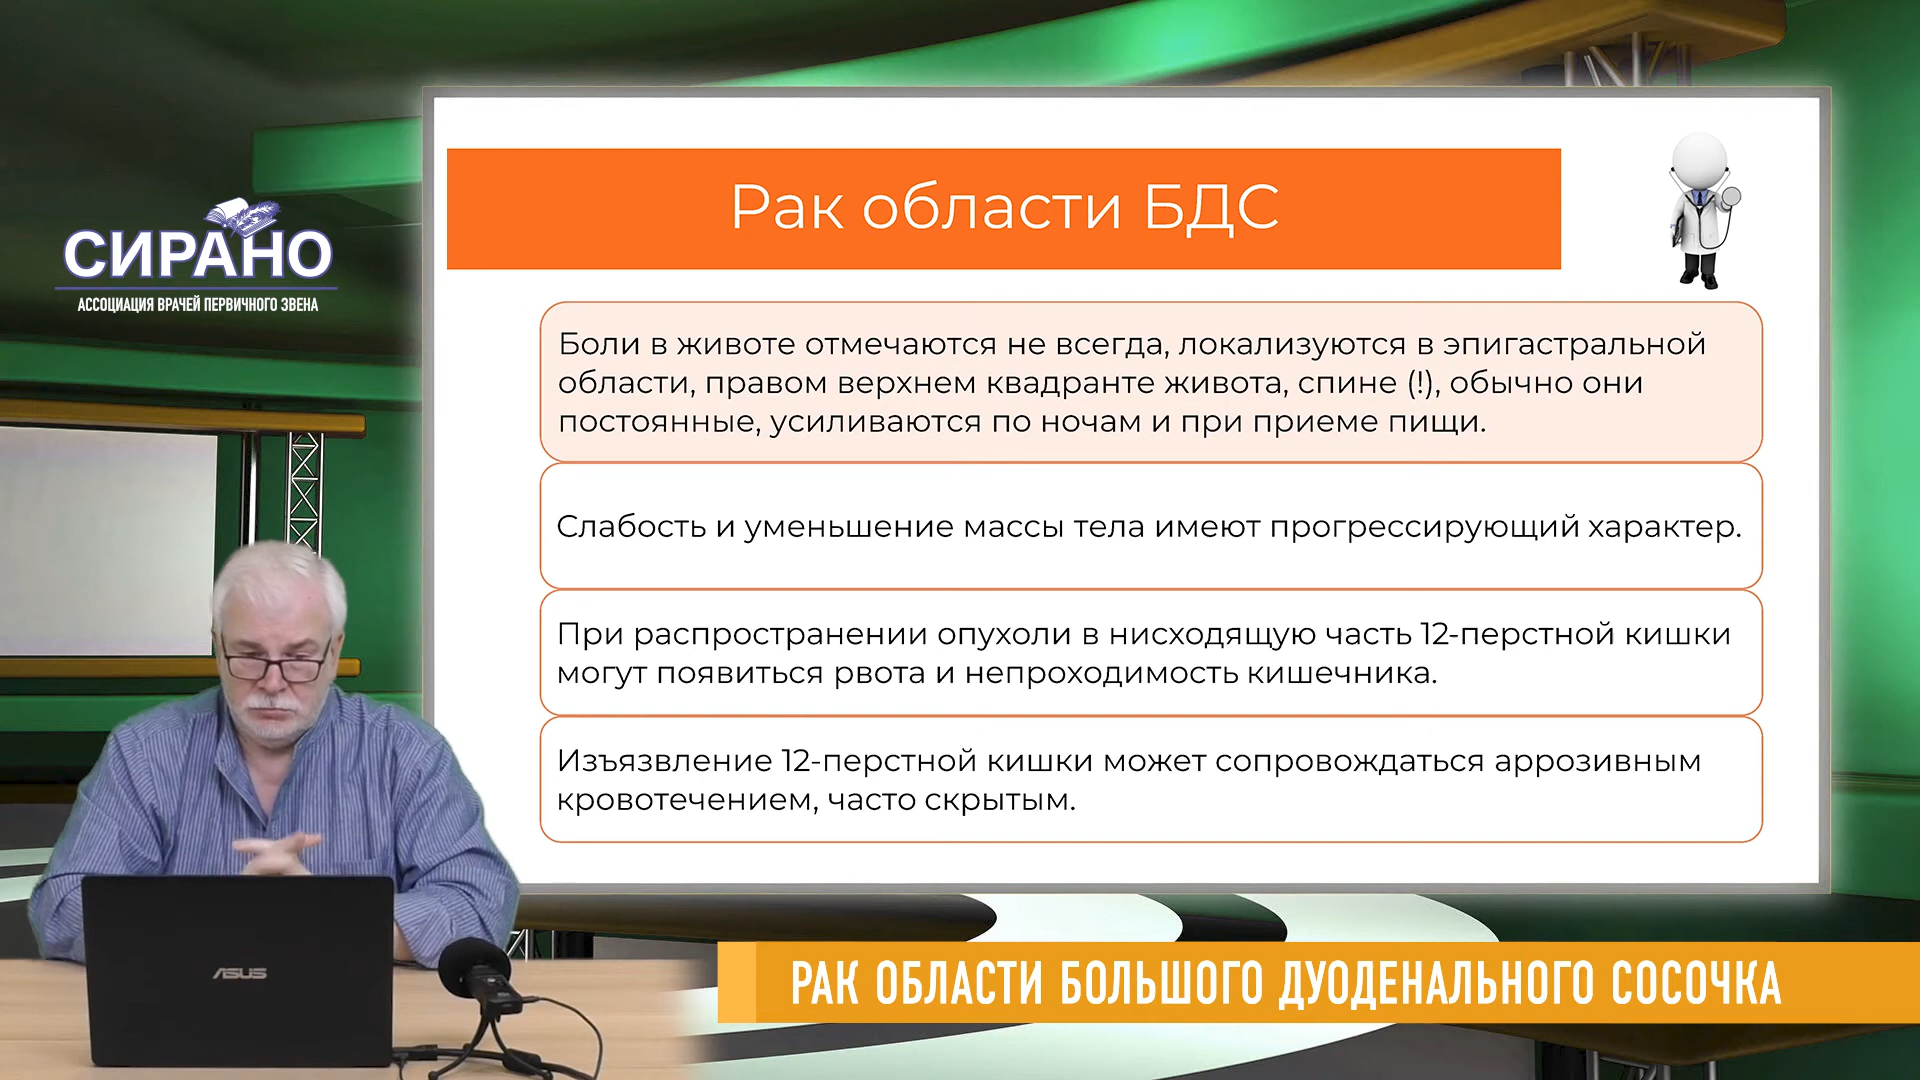 СИРАНО
АССОЦИАЦИЯ ВРАЧЕЙ ПЕРВИЧНОГО ЗВЕНА
Рак области БДС
Боли в животе отмечаются не всегда, локализуются в эпигастральной
области, правом верхнем квадранте живота, спине (!), обычно они
постоянные, усиливаются по ночам и при приеме пищи.
Слабость и уменьшение массы тела имеют прогрессирующий характер.
При распространении опухоли в нисходящую часть 12-перстной кишки
могут появиться рвота и непроходимость кишечника.
Изъязвление 12-перстной кишки может сопровождаться аррозивным
кровотечением, часто скрытым.
ASUS
РАК ОБЛАСТИ БОЛЬШОГО ДУОДЕНАЛЬНОГО СОСОЧКА